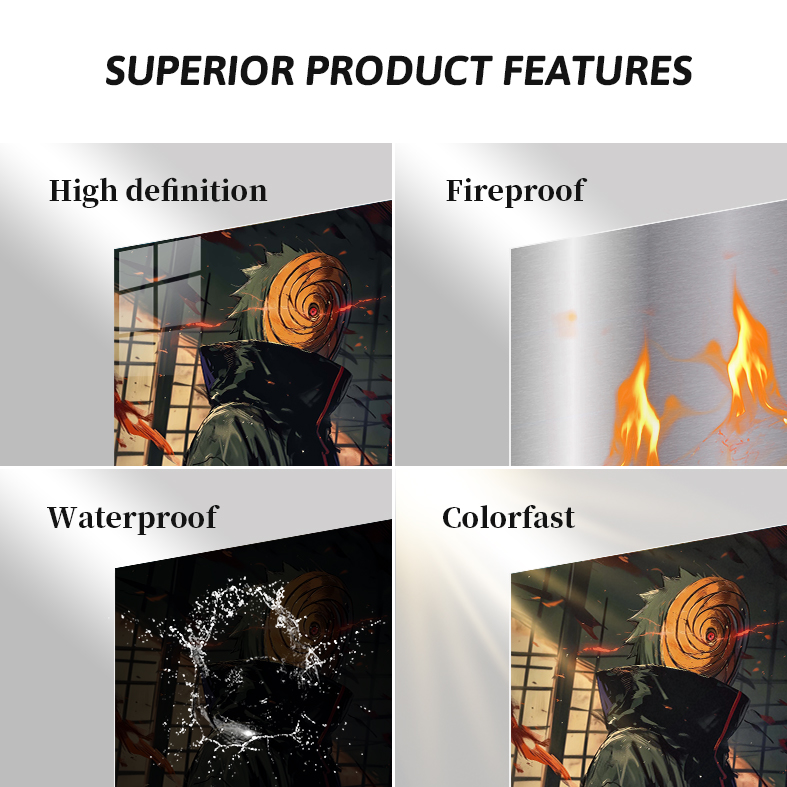 SUPERIOR PRODUCT FEATURES
High definition
Fireproof
Waterproof
Colorfast